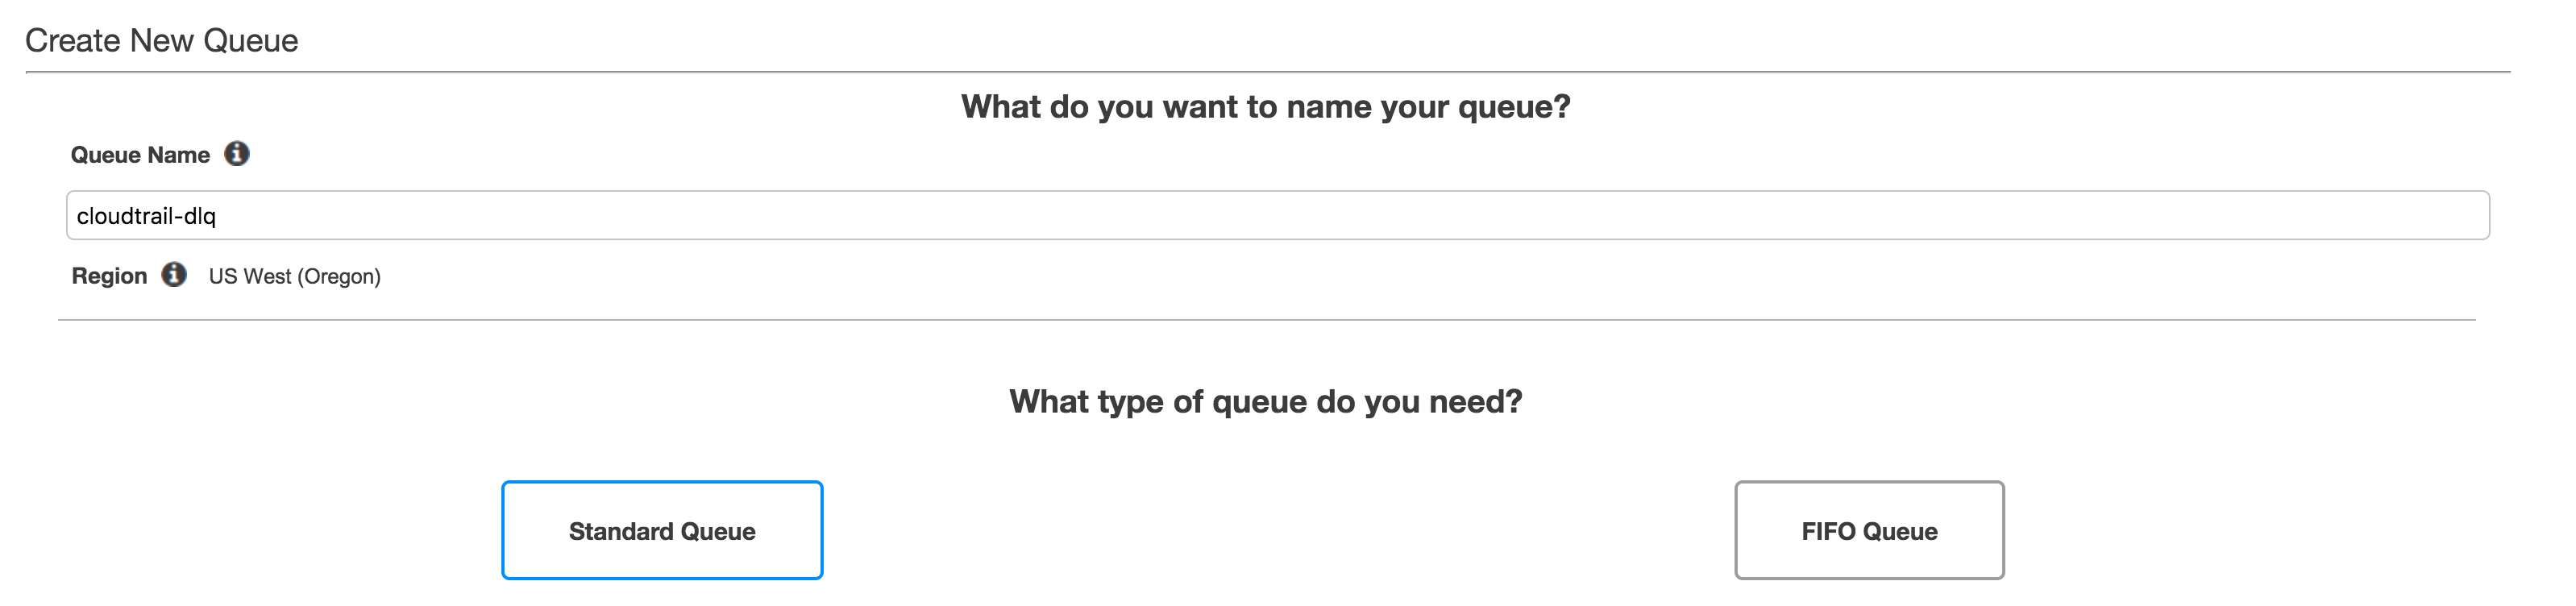 Create New Queue
What do you want to name your queue?
Queue Name
cloudtrail-dlq
Region US West (Oregon)
What type of queue do you need?
Standard Queue FIFO Queue